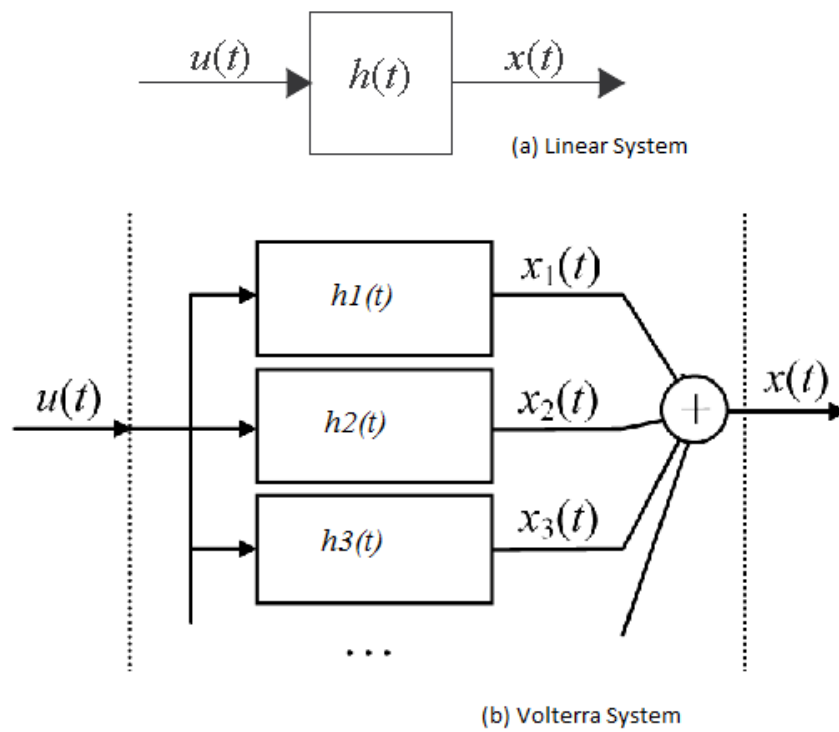 u(t) h(t) x(t)
(a) Linear System
h1(t) x₁(t)
u(t) h2(t) x₂(t) + x(t)
h3(t) x₃(t)
...
(b) Volterra System